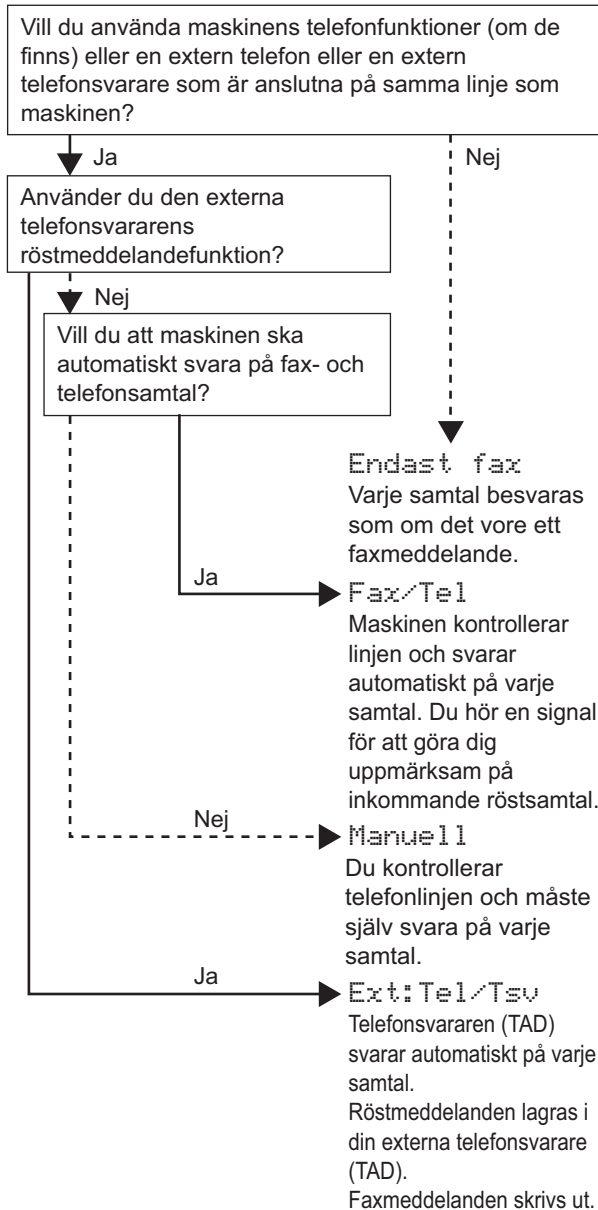 Vill du använda maskinens telefonfunktioner (om de
finns) eller en extern telefon eller en extern
telefonsvarare som är anslutna på samma linje som
maskinen?
Ja
Nej
Använder du den externa
telefonsvararens
röstmeddelandefunktion?
Nej
Vill du att maskinen ska
automatiskt svara på fax- och
telefonsamtal?
Endast fax
Varje samtal besvaras
som om det vore ett
faxmeddelande.
Ja
Fax/Tel
Maskinen kontrollerar
linjen och svarar
automatiskt på varje
samtal. Du hör en signal
för att göra dig
uppmärksam på
inkommande röstsamtal.
Nej
Manuell
Du kontrollerar
telefonlinjen och måste
själv svara på varje
samtal.
Ja
Ext:Tel/Tsv
Telefonsvararen (TAD)
svarar automatiskt på varje
samtal.
Röstmeddelanden lagras i
din externa telefonsvarare
(TAD).
Faxmeddelanden skrivs ut.